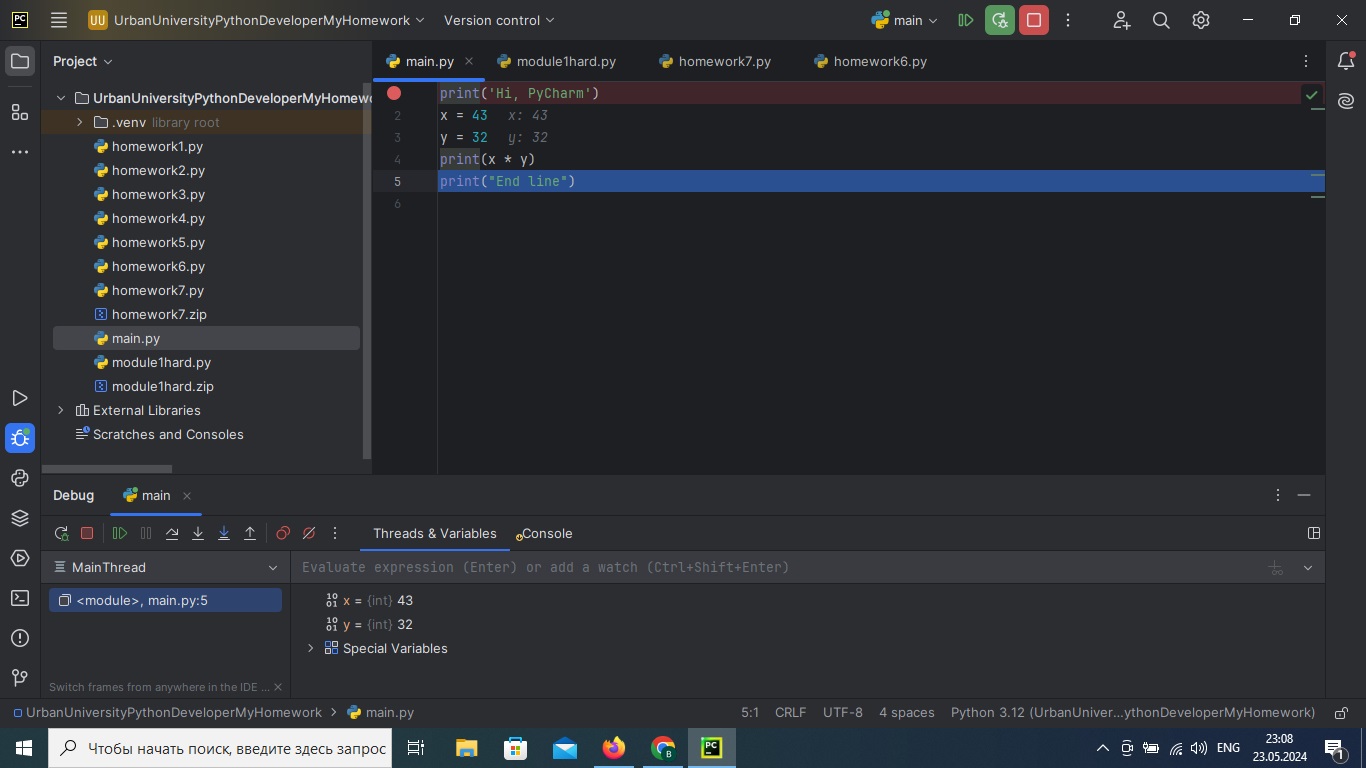 PC
UU UrbanUniversityPythonDeveloperMyHomework Version control main
Project
main.py module1hard.py homework7.py homework6.py
UrbanUniversityPythonDeveloperMyHomew
.venv library root
homework1.py
homework2.py
homework3.py
homework4.py
homework5.py
homework6.py
homework7.py
homework7.zip
main.py
module1hard.py
module1hard.zip
External Libraries
Scratches and Consoles
print('Hi, PyCharm')
2 x = 43 x: 43
3 y = 32 y: 32
4 print(x * y)
5 print("End line")
6
Debug main
Threads & Variables Console
MainThread
Evaluate expression (Enter) or add a watch (Ctrl+Shift+Enter)
<module>, main.py:5
10 01 x = {int} 43
10 01 y = {int} 32
Special Variables
Switch frames from anywhere in the IDE ...
UrbanUniversityPythonDeveloperMyHomework > main.py 5:1 CRLF UTF-8 4 spaces Python 3.12 (UrbanUniver...ythonDeveloperMyHomework)
Чтобы начать поиск, введите здесь запрос
B
PC
ENG
23:08
23.05.2024
1